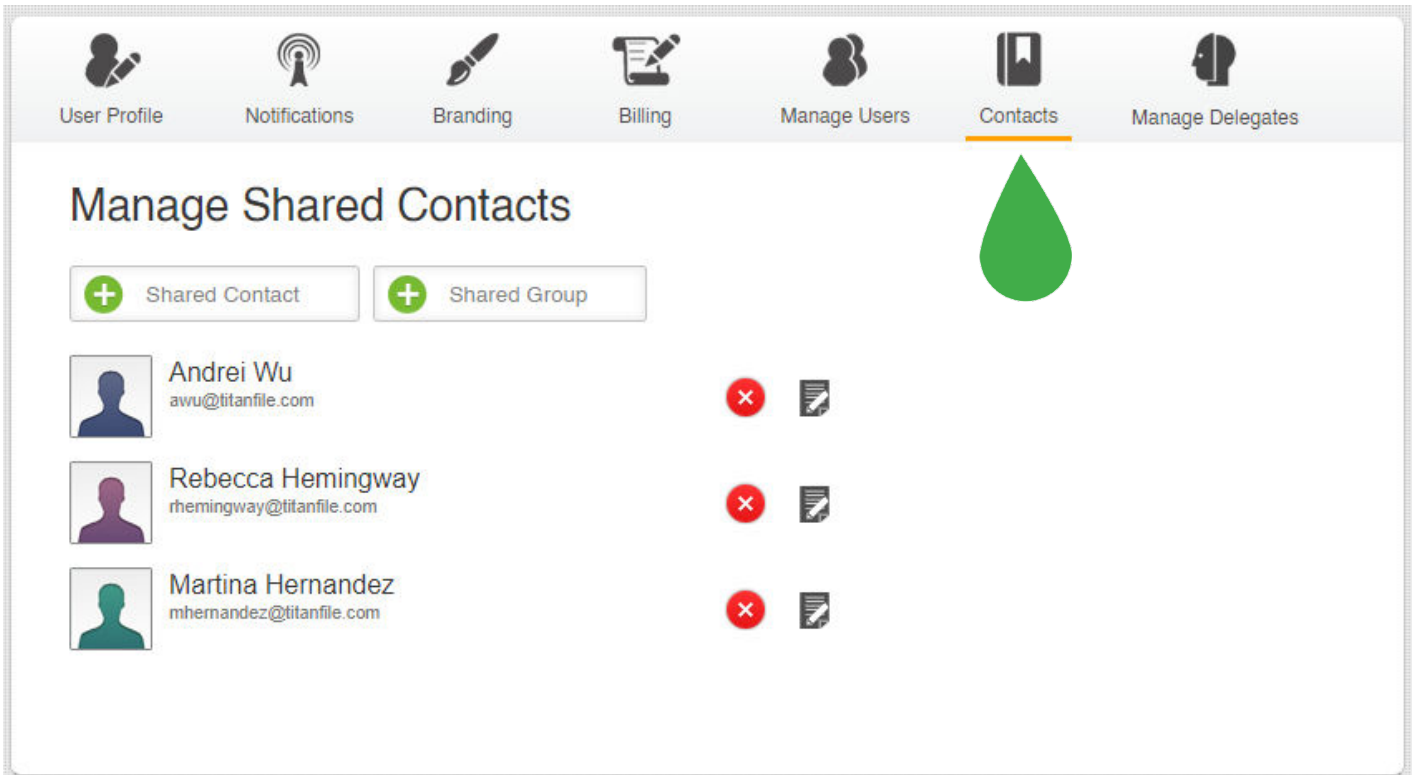 User Profile Notifications Branding Billing Manage Users Contacts Manage Delegates
Manage Shared Contacts
Shared Contact Shared Group
Andrei Wu
awu@titanfile.com
Rebecca Hemingway
rhemingway@titanfile.com
Martina Hernandez
mhernandez@titanfile.com